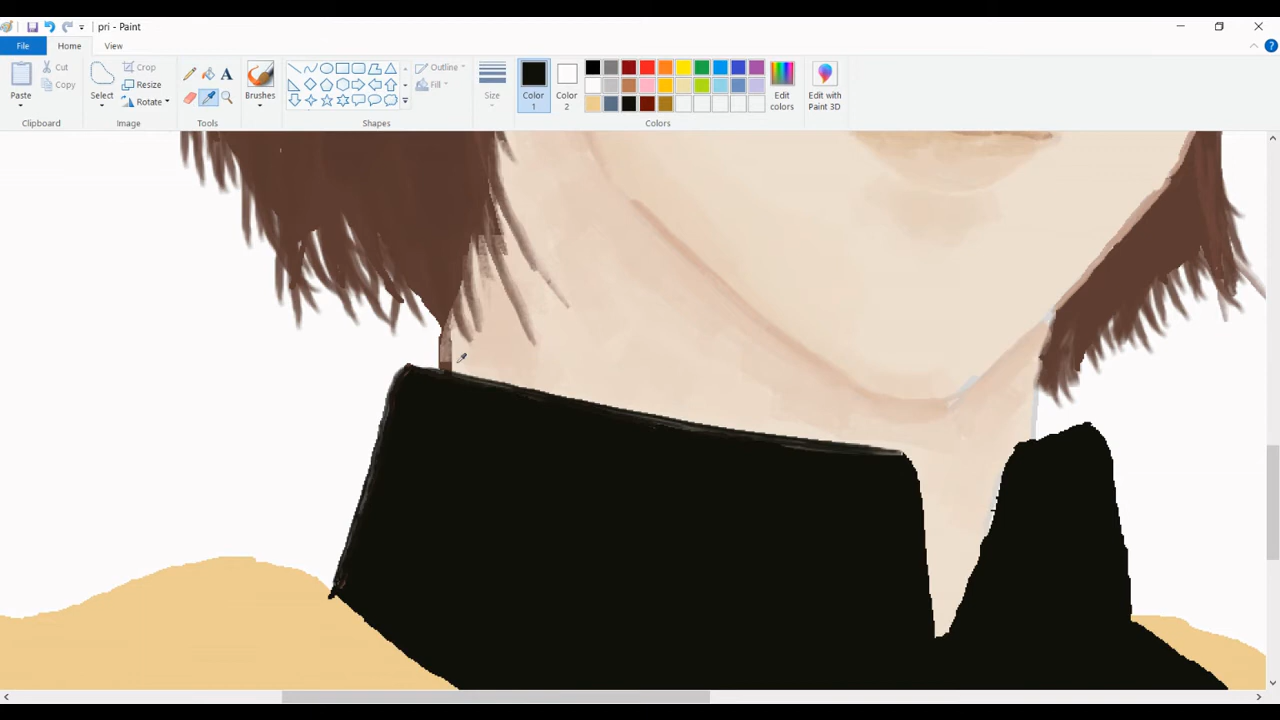 pri - Paint
File Home View
Paste
Cut
Copy
Clipboard
Select
Crop
Resize
Rotate
Image
A
Tools
Brushes
Outline
Fill
Shapes
Size
Color 1
Color 2
Edit colors
Edit with Paint 3D
Colors